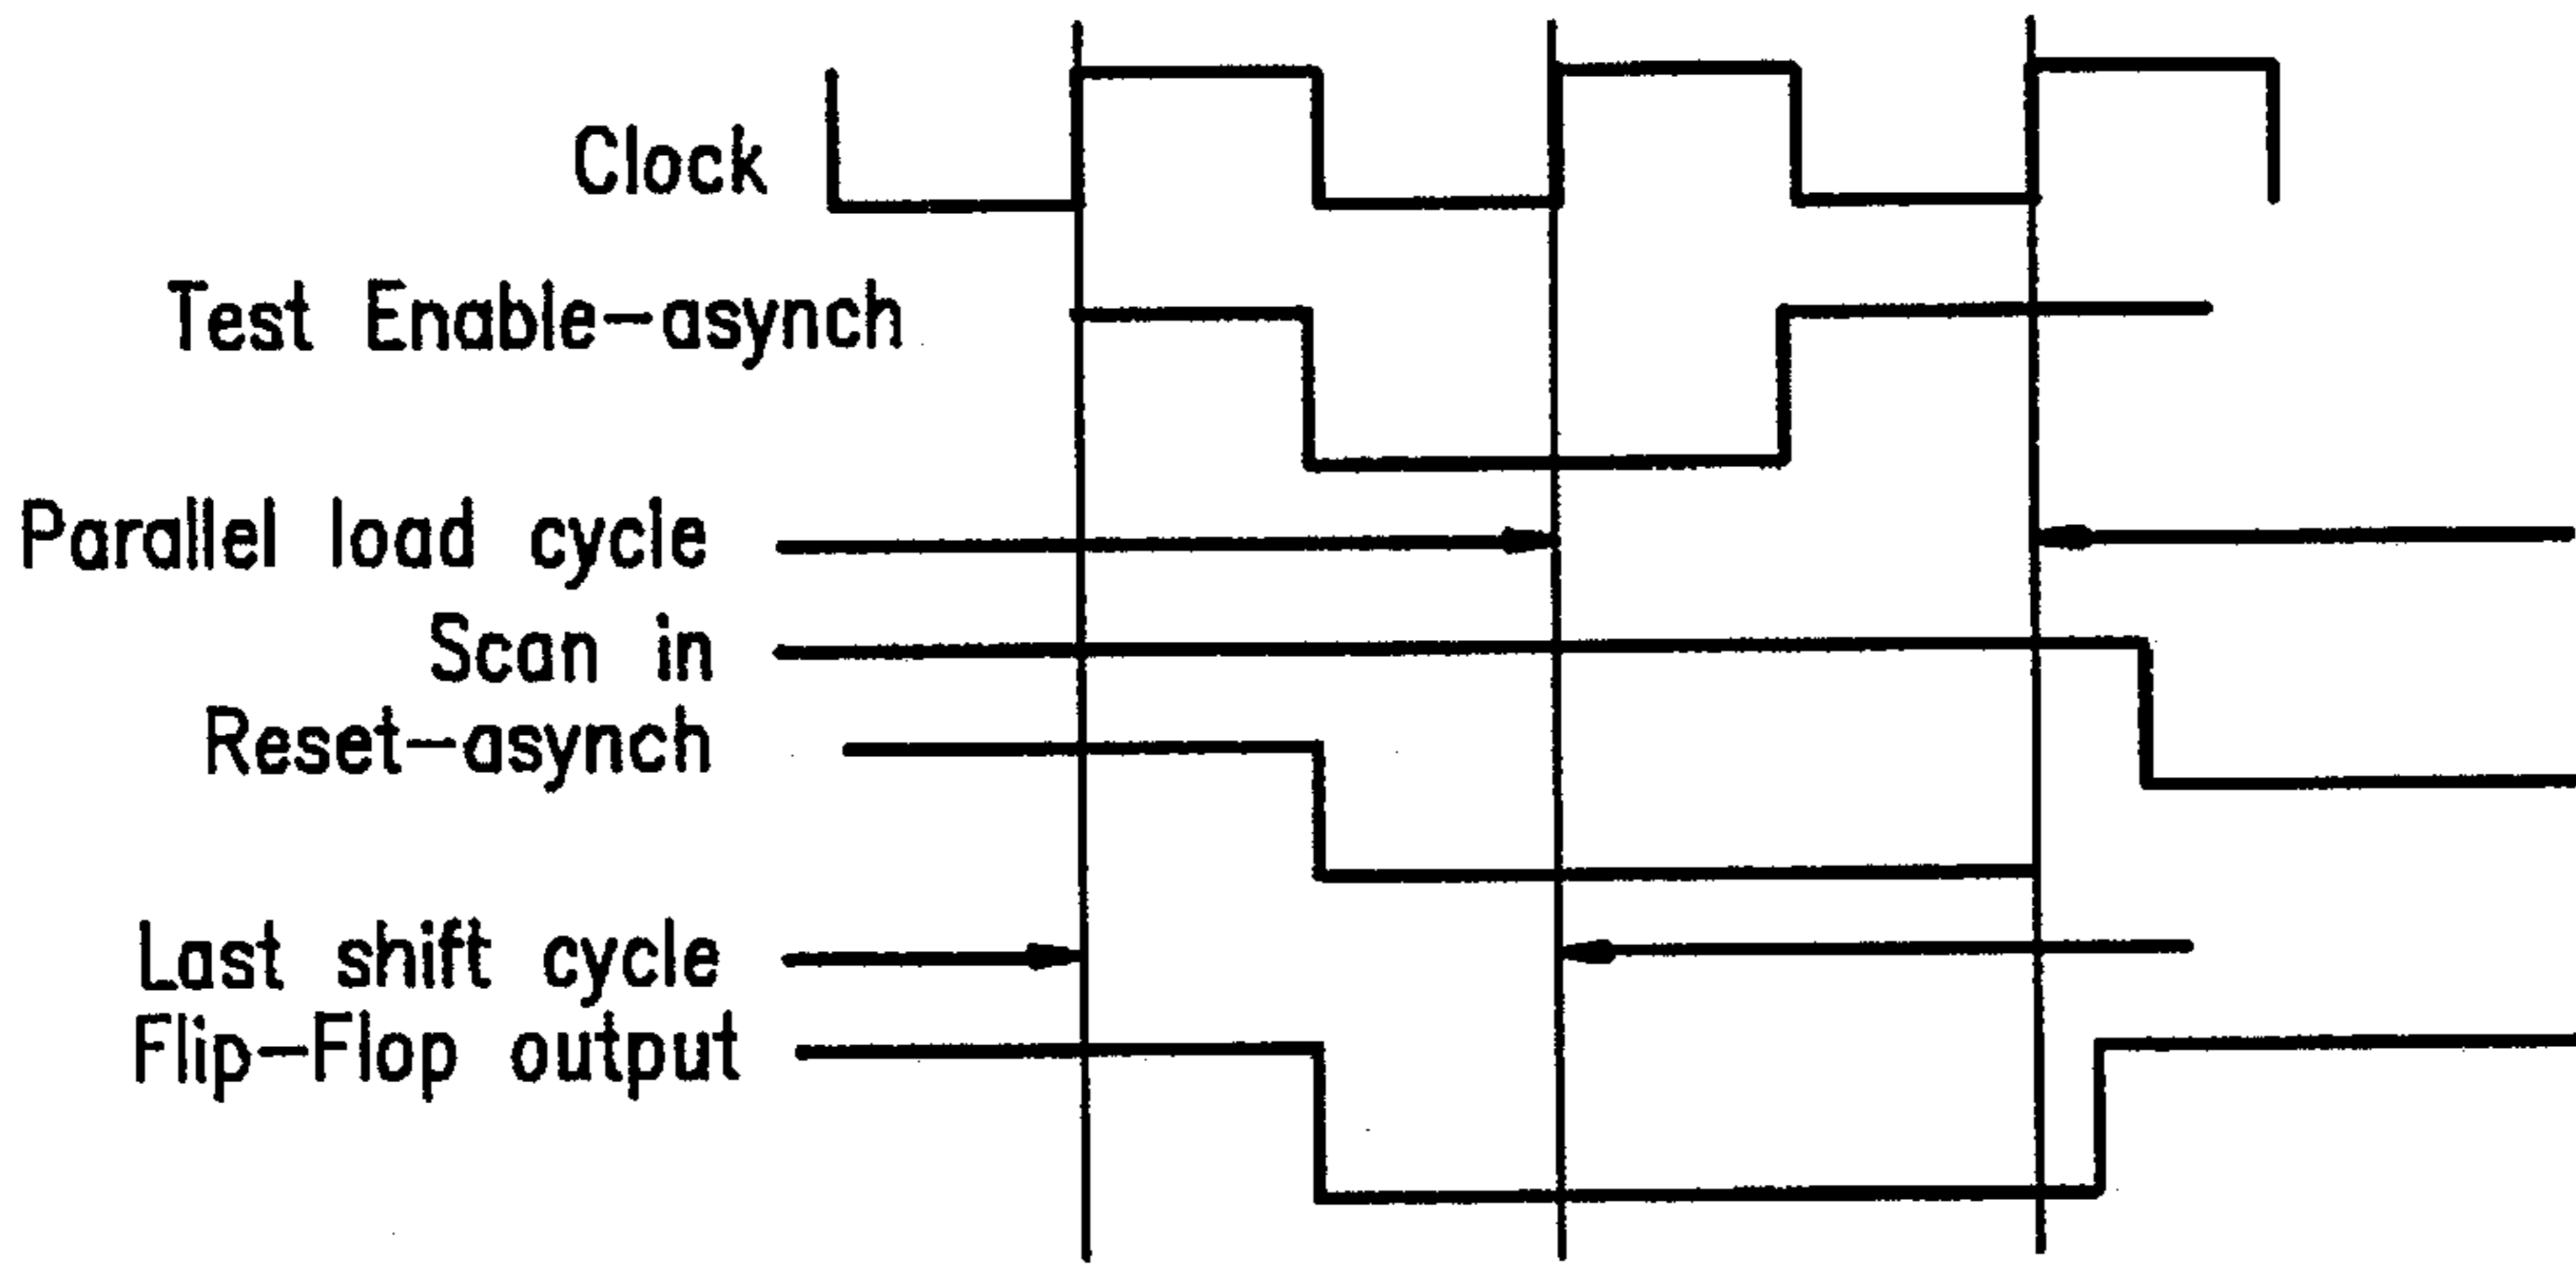 Clock
Test Enable-asynch
Parallel load cycle
Scan in
Reset-asynch
Last shift cycle
Flip-Flop output